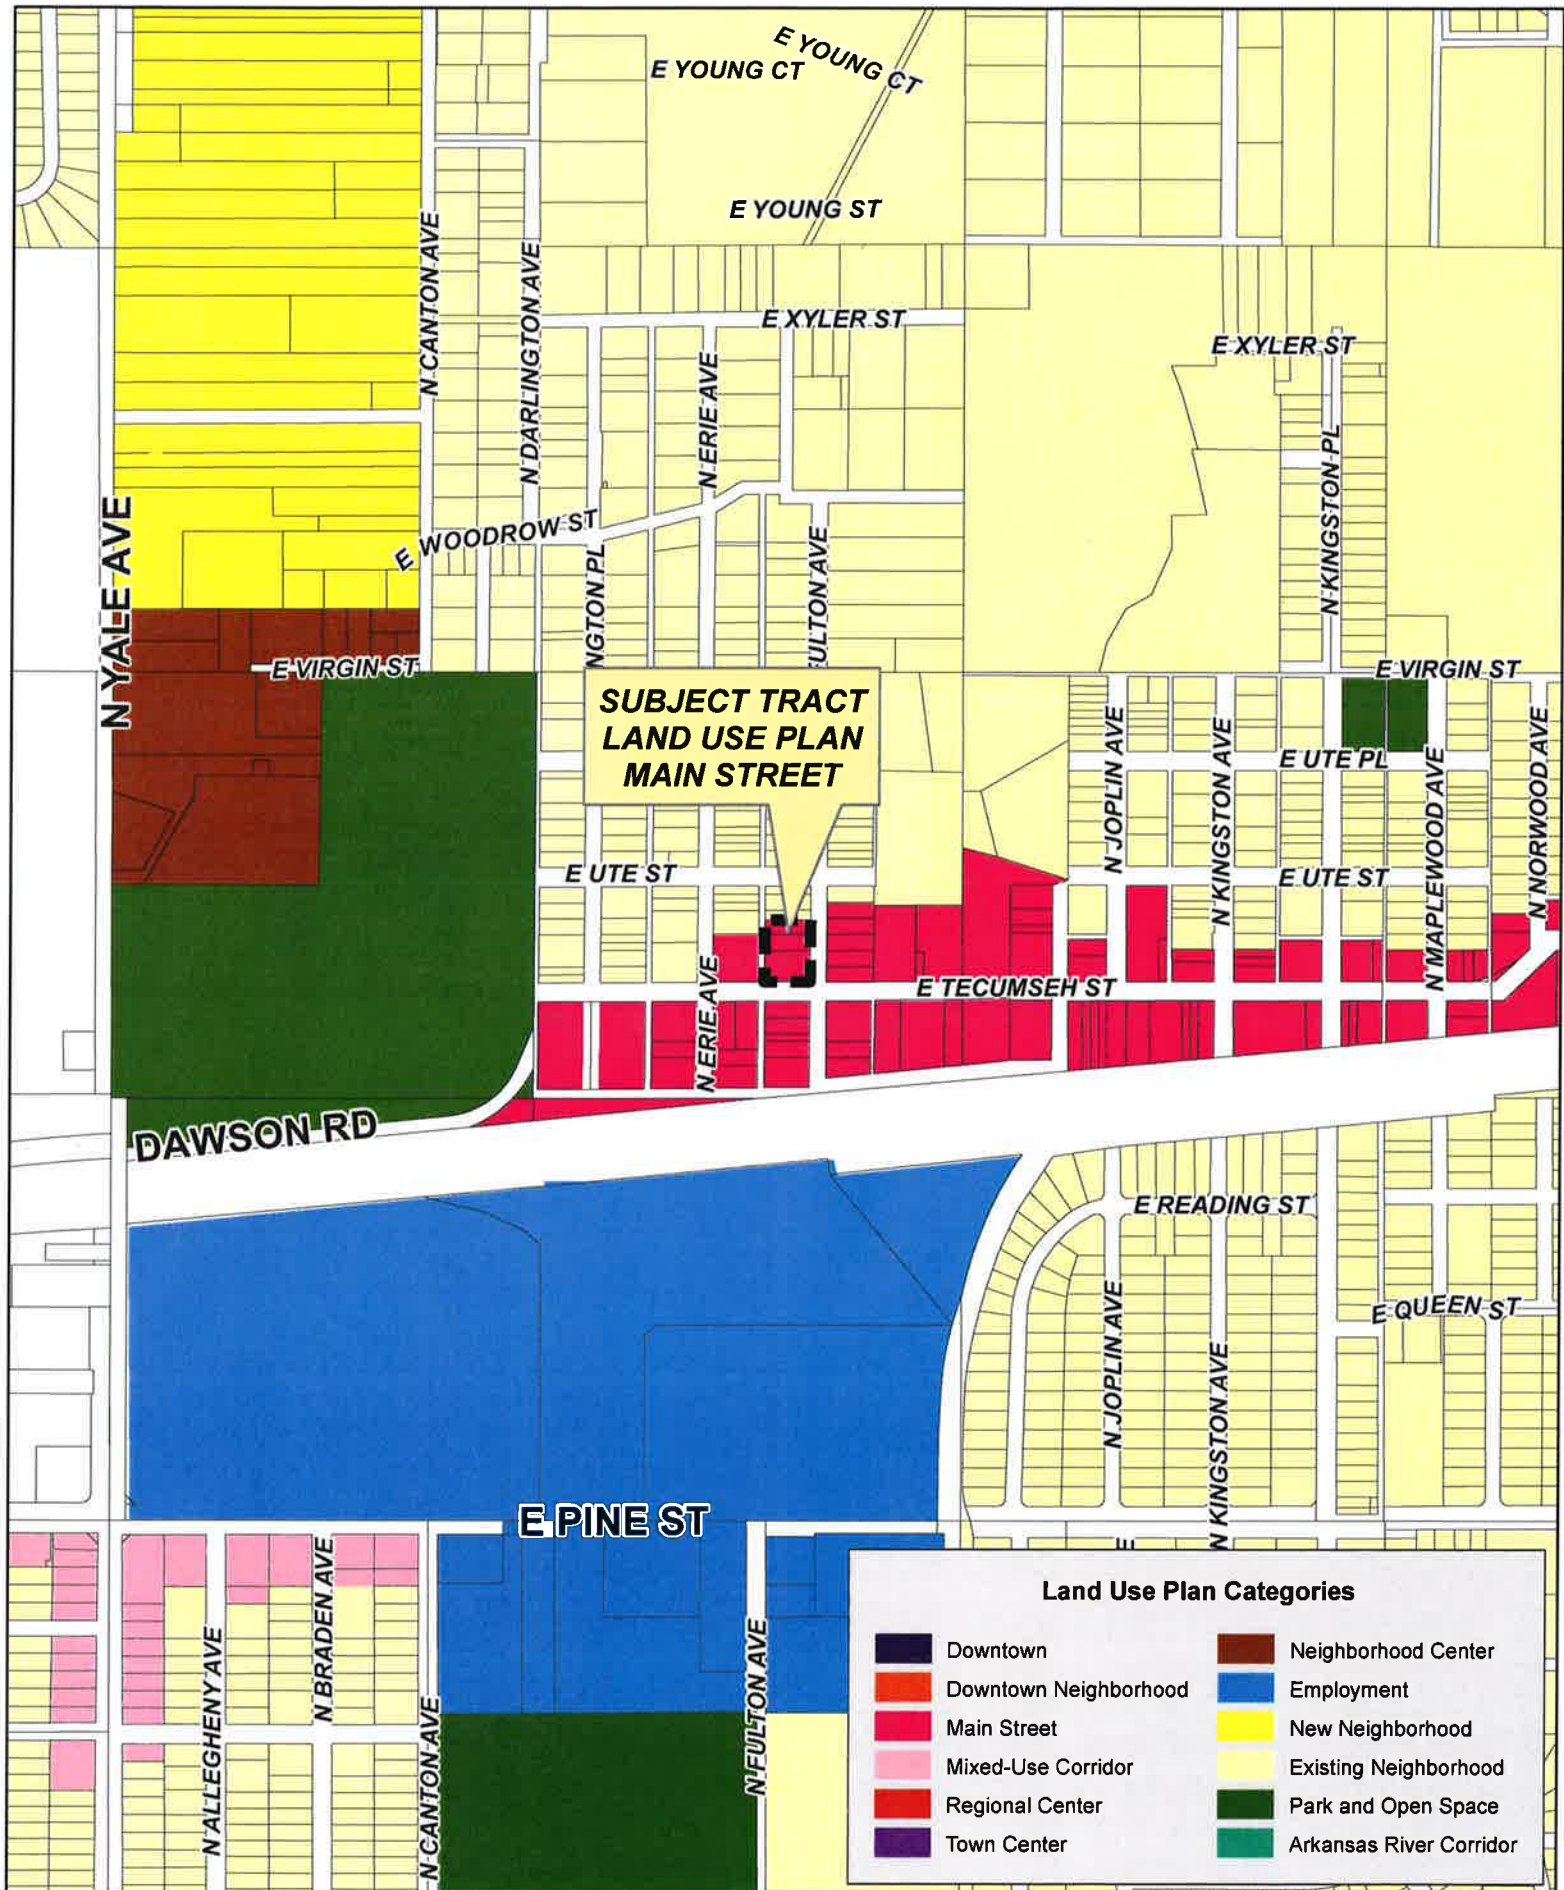 E YOUNG CT
E YOUNG CT
E YOUNG ST
N CANTON AVE
N DARLINGTON AVE
E XYLER ST
E XYLER ST
N ERIE AVE
N KINGSTON PL
N YALE AVE
E WOODROW ST
NGTON PL
ULTON AVE
E VIRGIN ST
E VIRGIN ST
SUBJECT TRACT
LAND USE PLAN
MAIN STREET
N JOPLIN AVE
N KINGSTON AVE
E UTE PL
N MAPLEWOOD AVE
N NORWOOD AVE
E UTE ST
E UTE ST
N ERIE AVE
E TECUMSEH ST
DAWSON RD
E READING ST
N JOPLIN AVE
N KINGSTON AVE
E QUEEN ST
E PINE ST
N ALLEGHENY AVE
N BRADEN AVE
N CANTON AVE
N FULTON AVE
E
Land Use Plan Categories
Downtown
Downtown Neighborhood
Main Street
Mixed-Use Corridor
Regional Center
Town Center
Neighborhood Center
Employment
New Neighborhood
Existing Neighborhood
Park and Open Space
Arkansas River Corridor